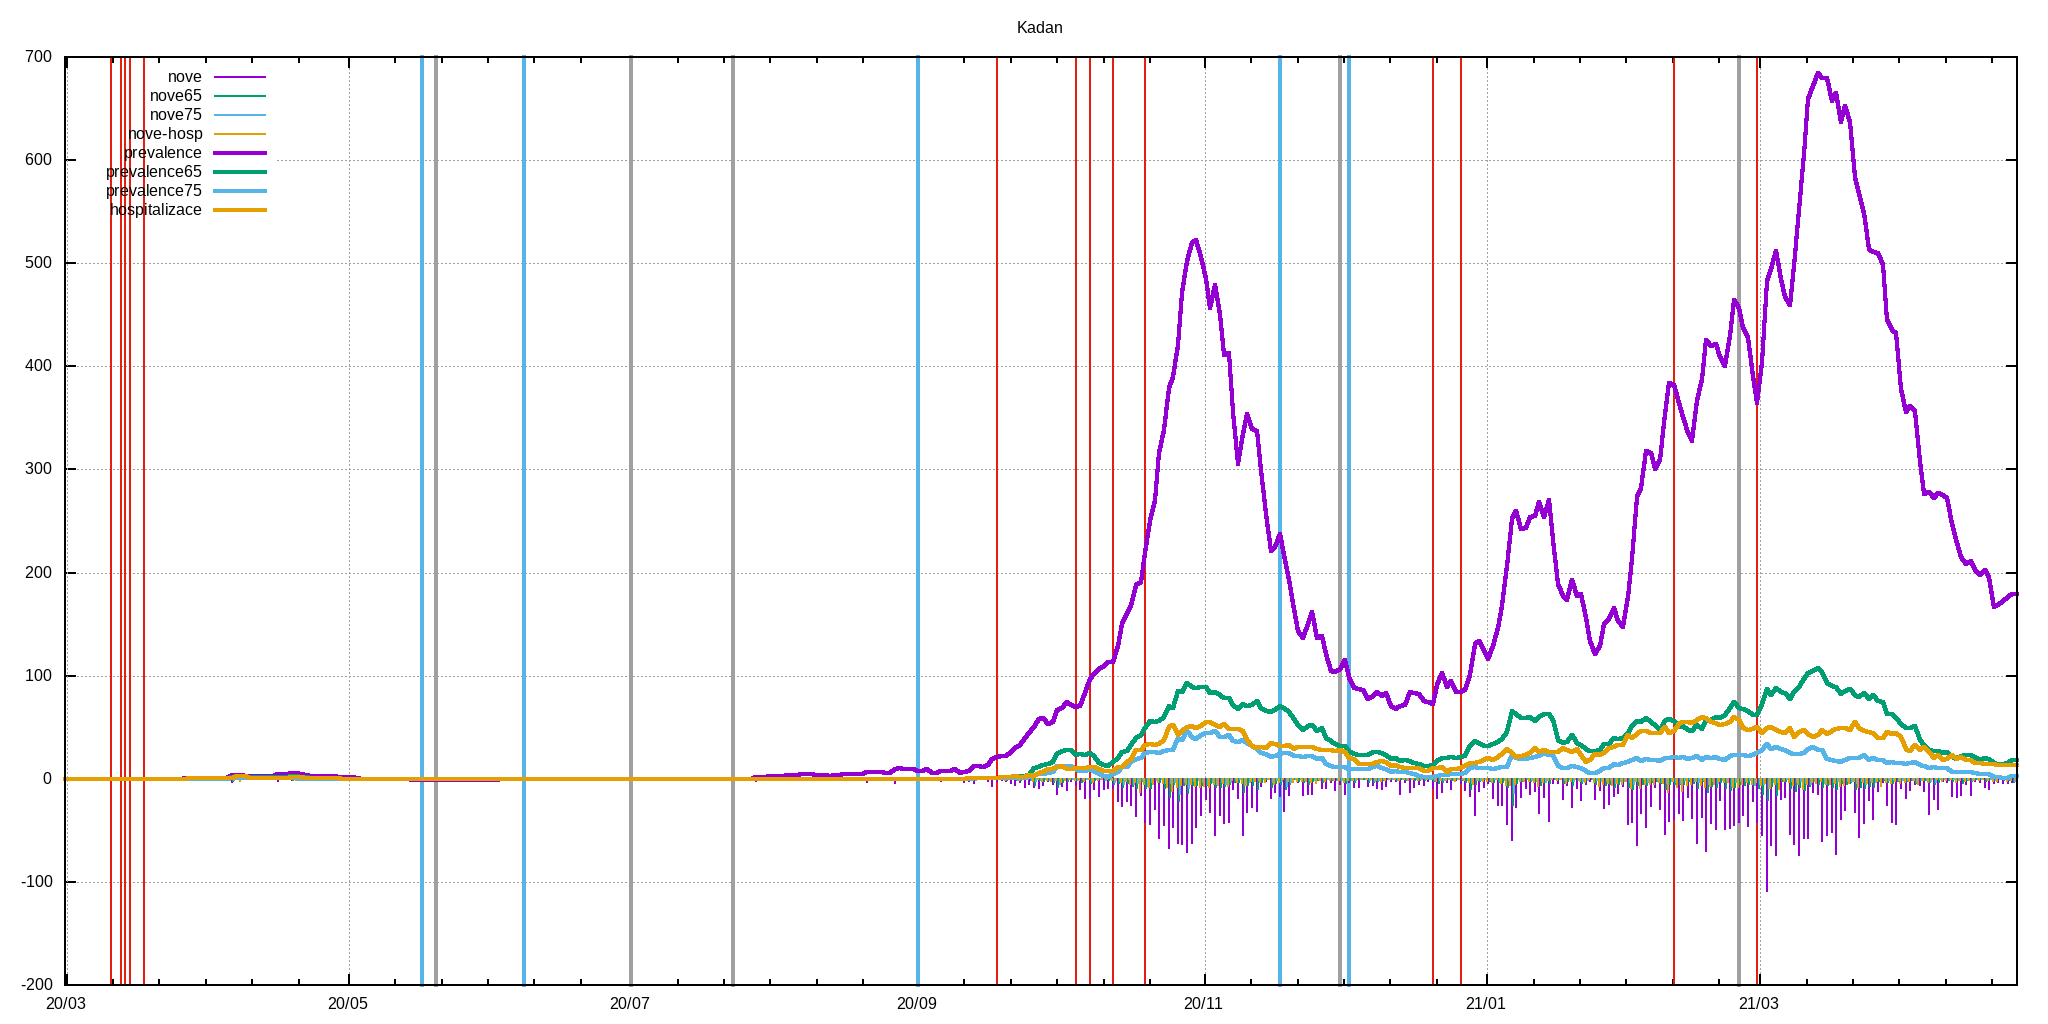 Kadan
700
600
500
400
300
200
100
0
-100
-200
nove
nove65
nove75
nove-hosp
prevalence
prevalence65
prevalence75
hospitalizace
20/03 20/05 20/07 20/09 20/11 21/01 21/03